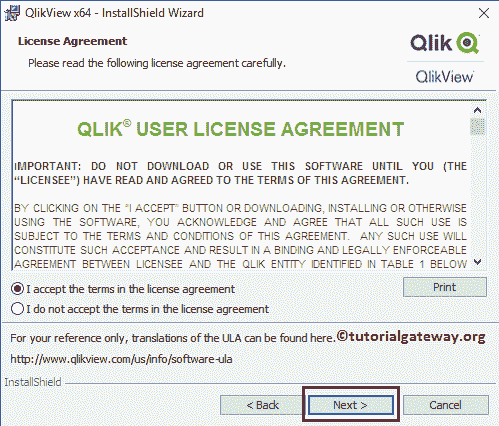 QlikView x64 - InstallShield Wizard
License Agreement
Please read the following license agreement carefully.
Qlik
QlikView
QLIK® USER LICENSE AGREEMENT
IMPORTANT: DO NOT DOWNLOAD OR USE THIS SOFTWARE UNTIL YOU (THE
“LICENSEE”) HAVE READ AND AGREED TO THE TERMS OF THIS AGREEMENT.
BY CLICKING ON THE “I ACCEPT” BUTTON OR DOWNLOADING, INSTALLING OR OTHERWISE
USING THE SOFTWARE, YOU ACKNOWLEDGE AND AGREE THAT ALL SUCH USE IS
SUBJECT TO THE TERMS AND CONDITIONS OF THIS AGREEMENT. ANY SUCH USE WILL
CONSTITUTE SUCH ACCEPTANCE AND RESULT IN A BINDING AND LEGALLY ENFORCEABLE
AGREEMENT BETWEEN LICENSEE AND THE QLIK ENTITY IDENTIFIED IN TABLE 1 BELOW
I accept the terms in the license agreement
Print
I do not accept the terms in the license agreement
For your reference only, translations of the ULA can be found here.
©tutorialgateway.org
http://www.qlikview.com/us/info/software-ula
InstallShield
< Back
Next >
Cancel